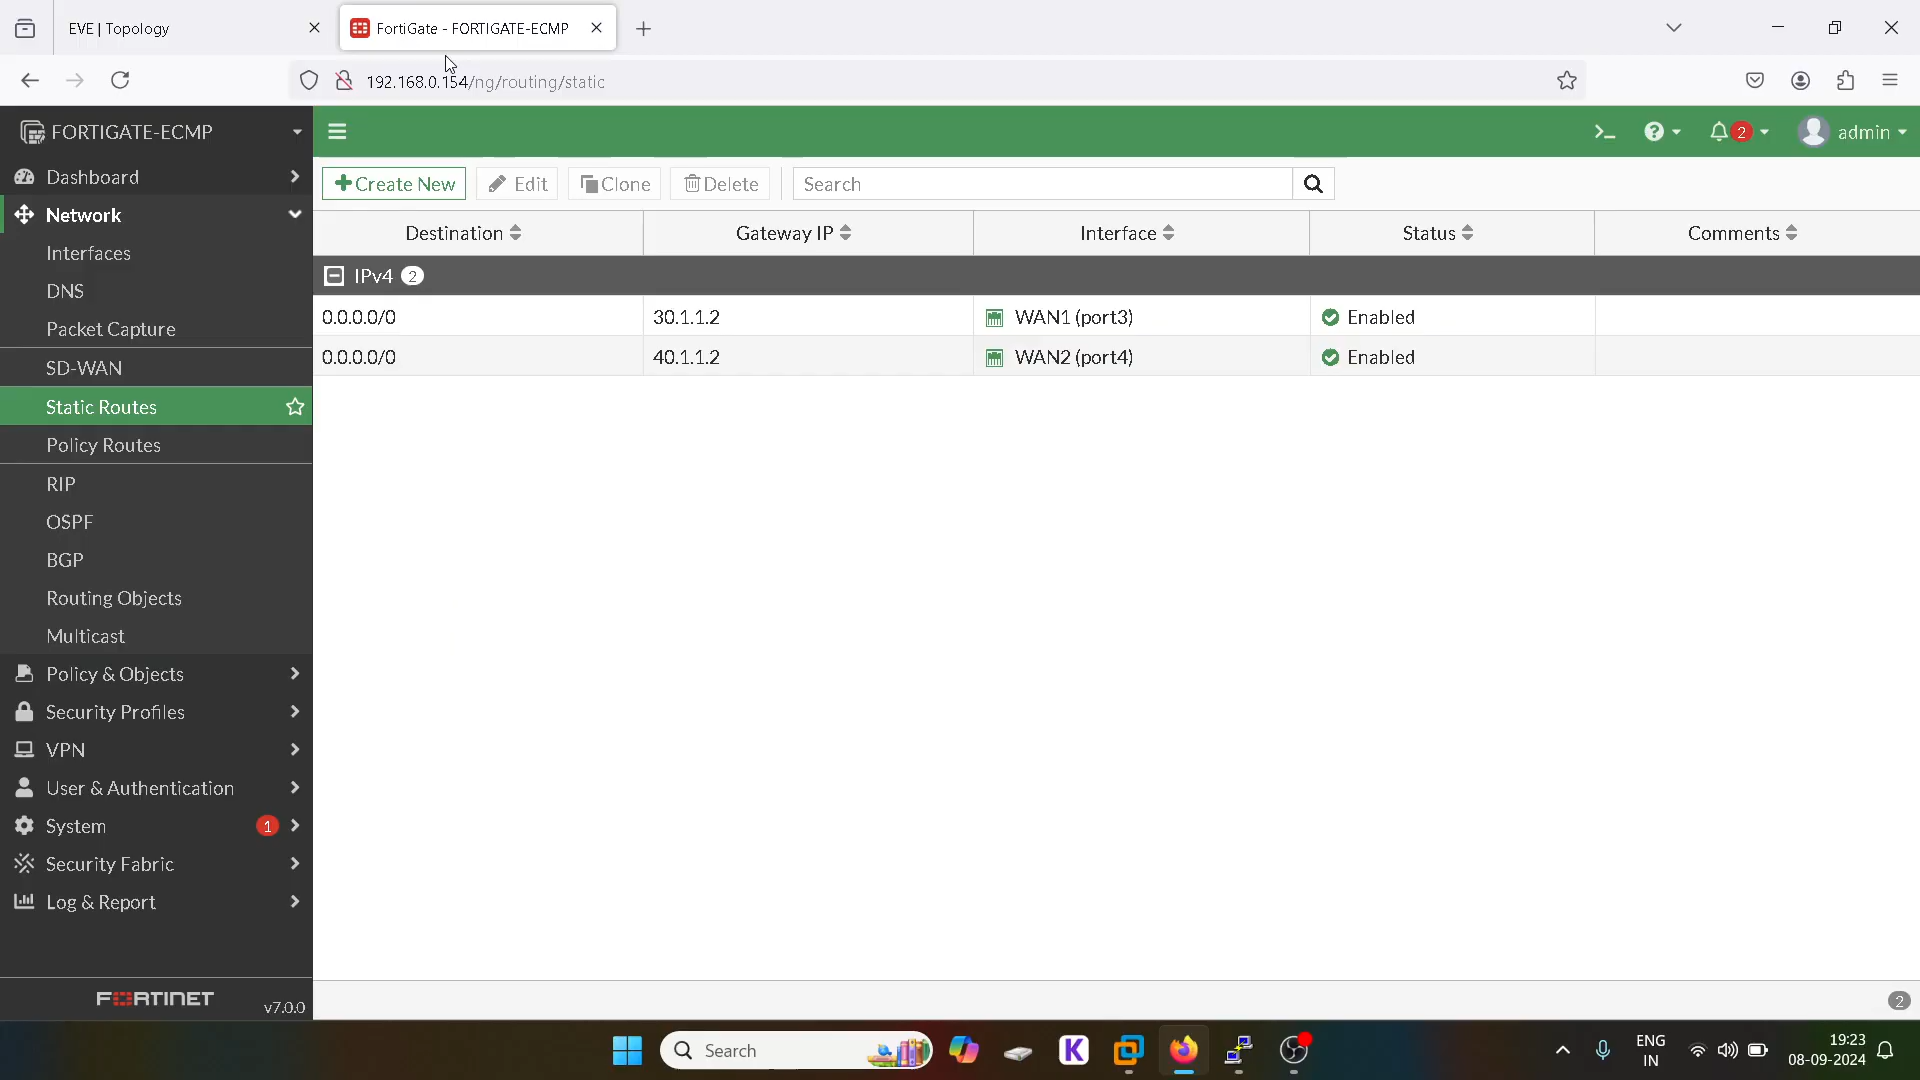 EVE | Topology
FortiGate - FORTIGATE-ECMP
192.168.0.154/ng/routing/static
FORTIGATE-ECMP
2
admin
Dashboard
Network
Interfaces
DNS
Packet Capture
SD-WAN
Static Routes
Policy Routes
RIP
OSPF
BGP
Routing Objects
Multicast
Policy & Objects
Security Profiles
VPN
User & Authentication
System 1
Security Fabric
Log & Report
FORTINET v7.0.0
Create New Edit Clone Delete Search
Destination Gateway IP Interface Status Comments
IPv4 2
0.0.0.0/0 30.1.1.2 WAN1 (port3) Enabled
0.0.0.0/0 40.1.1.2 WAN2 (port4) Enabled
2
Search
K
ENG
IN
19:23
08-09-2024